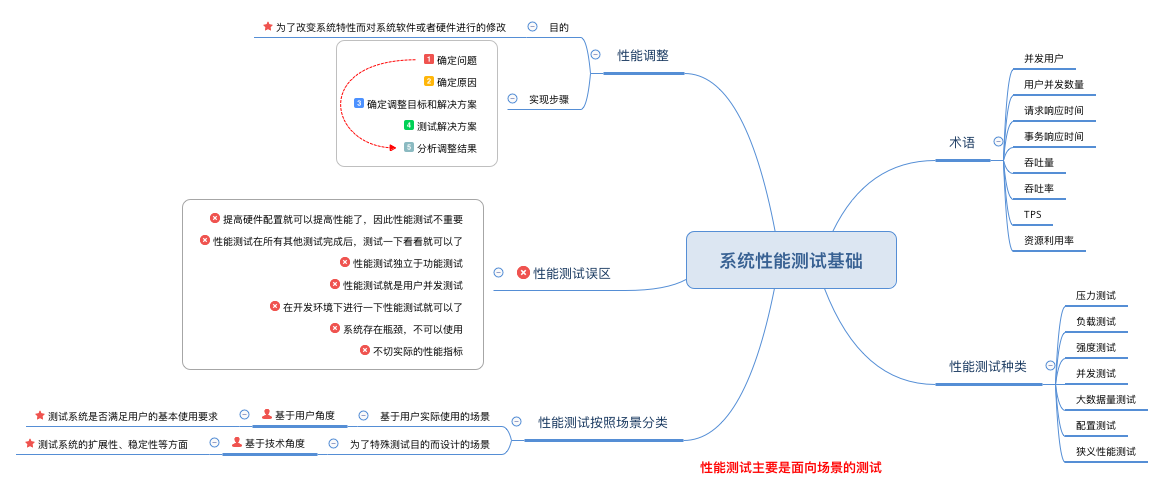 系统性能测试基础
术语
并发用户
用户并发数量
请求响应时间
事务响应时间
吞吐量
吞吐率
TPS
资源利用率
性能测试种类
压力测试
负载测试
强度测试
并发测试
大数据量测试
配置测试
狭义性能测试
性能调整
目的
为了改变系统特性而对系统软件或者硬件进行的修改
实现步骤
1 确定问题
2 确定原因
3 确定调整目标和解决方案
4 测试解决方案
5 分析调整结果
性能测试误区
提高硬件配置就可以提高性能了，因此性能测试不重要
性能测试在所有其他测试完成后，测试一下看看就可以了
性能测试独立于功能测试
性能测试就是用户并发测试
在开发环境下进行一下性能测试就可以了
系统存在瓶颈，不可以使用
不切实际的性能指标
性能测试按照场景分类
基于用户实际使用的场景
基于用户角度
测试系统是否满足用户的基本使用要求
为了特殊测试目的而设计的场景
基于技术角度
测试系统的扩展性、稳定性等方面
性能测试主要是面向场景的测试